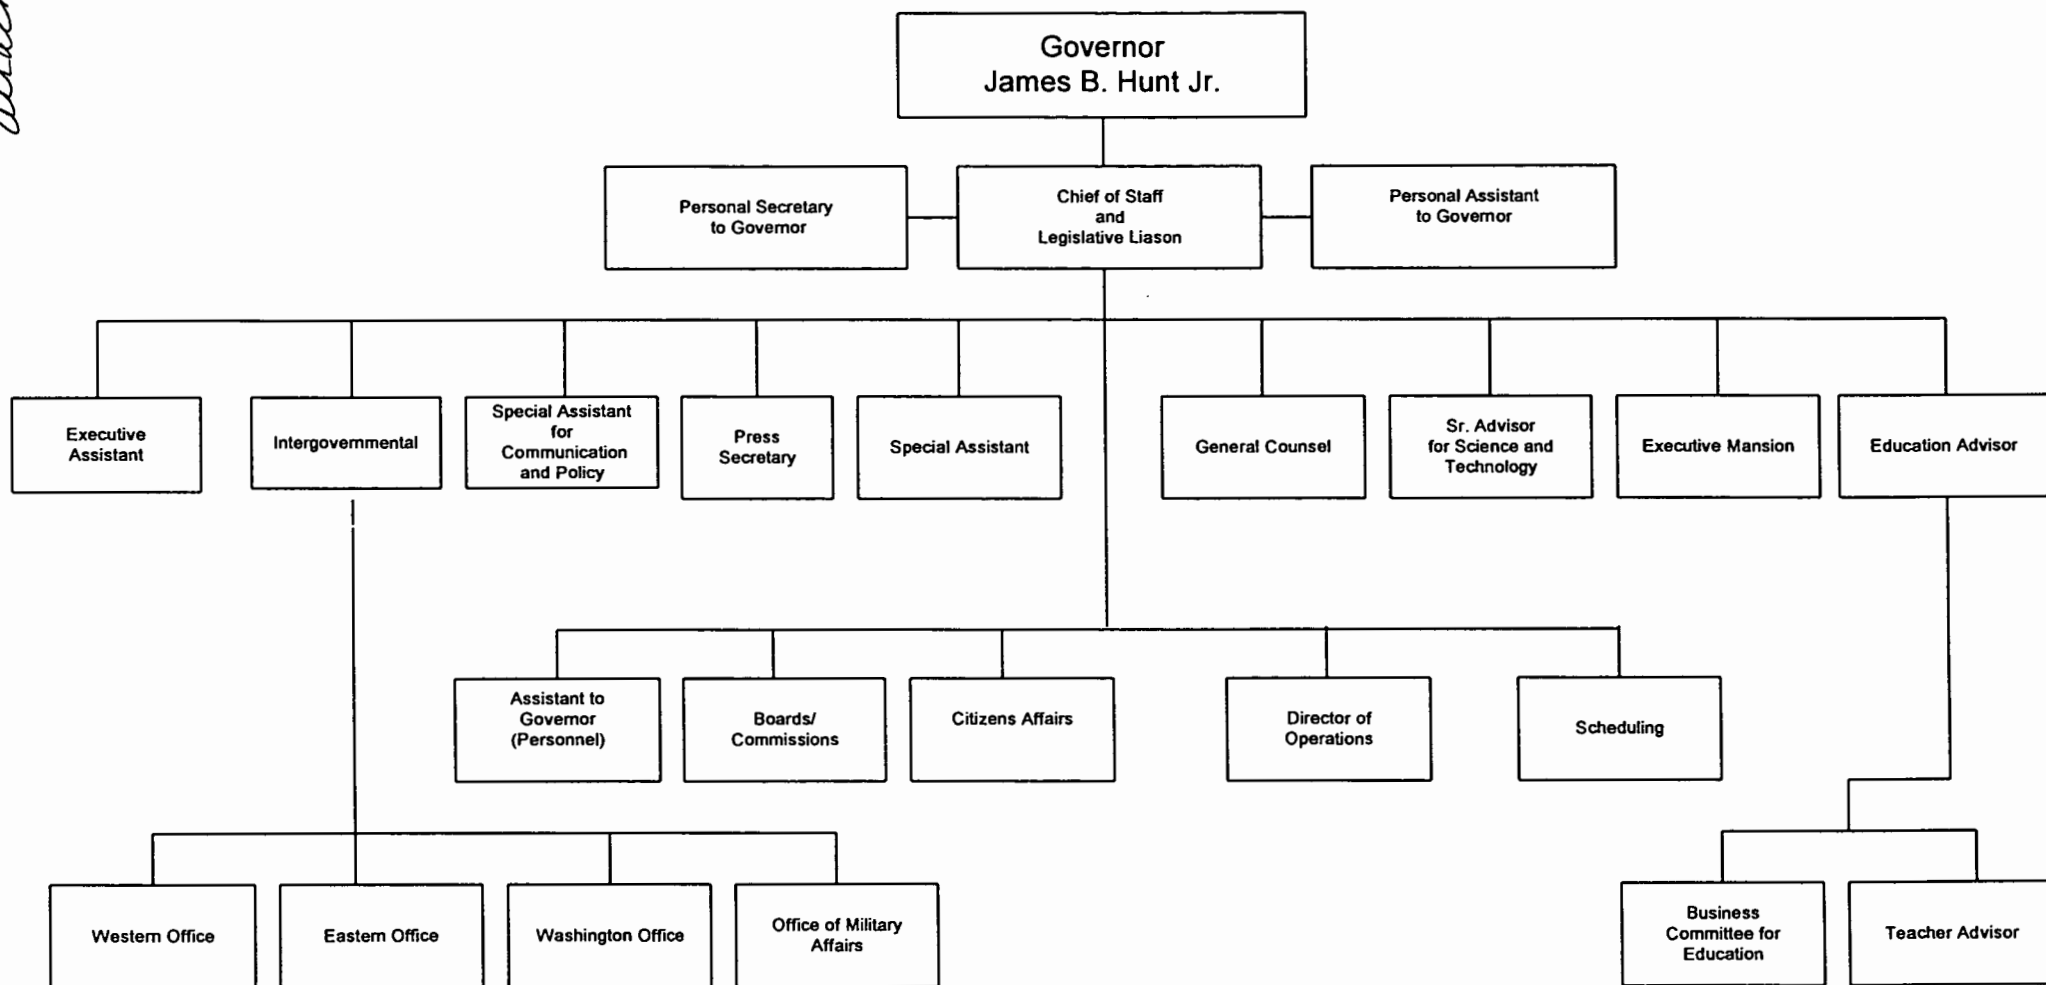 Governor
James B. Hunt Jr.
Personal Secretary
to Governor
Chief of Staff
and
Legislative Liason
Personal Assistant
to Governor
Executive
Assistant
Intergovernmental
Special Assistant
for
Communication
and Policy
Press
Secretary
Special Assistant
General Counsel
Sr. Advisor
for Science and
Technology
Executive Mansion
Education Advisor
Assistant to
Governor
(Personnel)
Boards/
Commissions
Citizens Affairs
Director of
Operations
Scheduling
Western Office
Eastern Office
Washington Office
Office of Military
Affairs
Business
Committee for
Education
Teacher Advisor